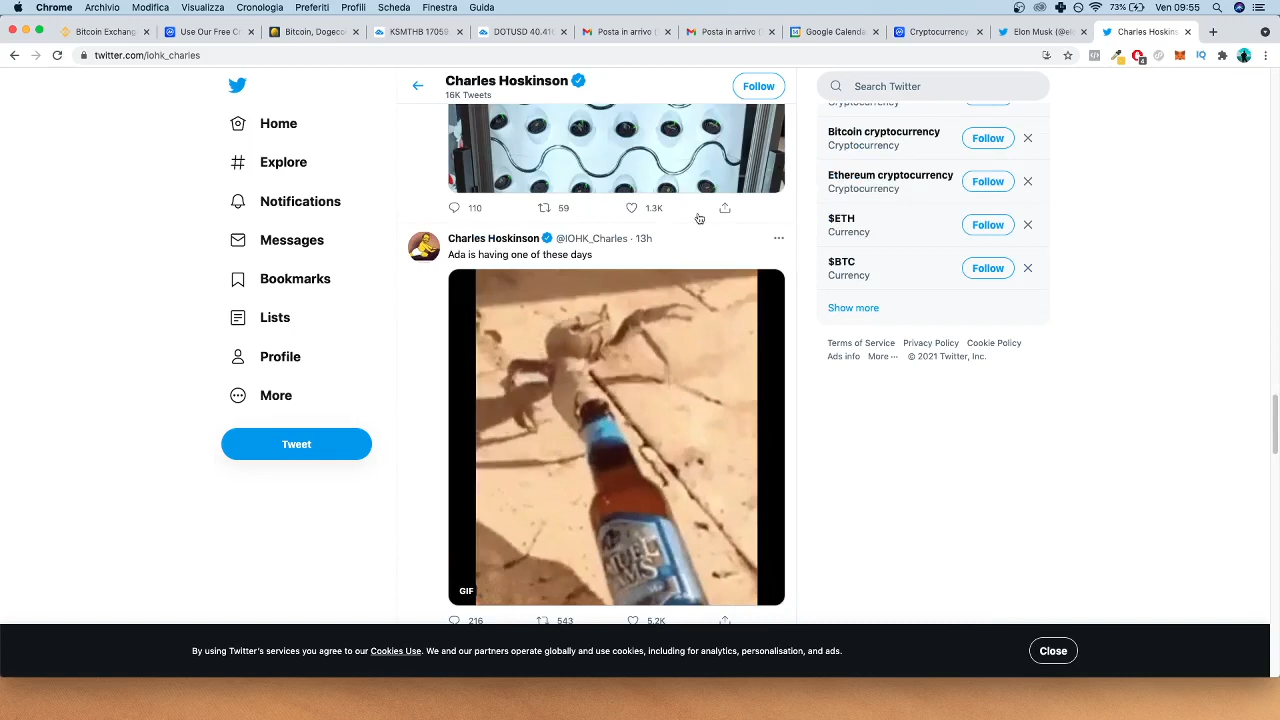 Chrome Archivio Modifica Visualizza Cronologia Preferiti Profili Scheda Finestra Guida 73% Ven 09:55
Bitcoin Exchang Use Our Free C Bitcoin, Dogeco KSMTHB 17059 DOTUSD 40.416 Posta in arrivo ( Posta in arrivo ( Google Calenda Cryptocurrency Elon Musk (@elo Charles Hoskins
twitter.com/iohk_charles
Charles Hoskinson
16K Tweets
Follow
Search Twitter
Home
Explore
Notifications
Messages
Bookmarks
Lists
Profile
More
Tweet
110 59 1.3K
Charles Hoskinson @IOHK_Charles · 13h
Ada is having one of these days
SAMS
GIF
216 543 5.2K
Cryptocurrency
Bitcoin cryptocurrency
Cryptocurrency
Follow
Ethereum cryptocurrency
Cryptocurrency
Follow
$ETH
Currency
Follow
$BTC
Currency
Follow
Show more
Terms of Service Privacy Policy Cookie Policy
Ads info More ··· © 2021 Twitter, Inc.
By using Twitter's services you agree to our Cookies Use. We and our partners operate globally and use cookies, including for analytics, personalisation, and ads.
Close